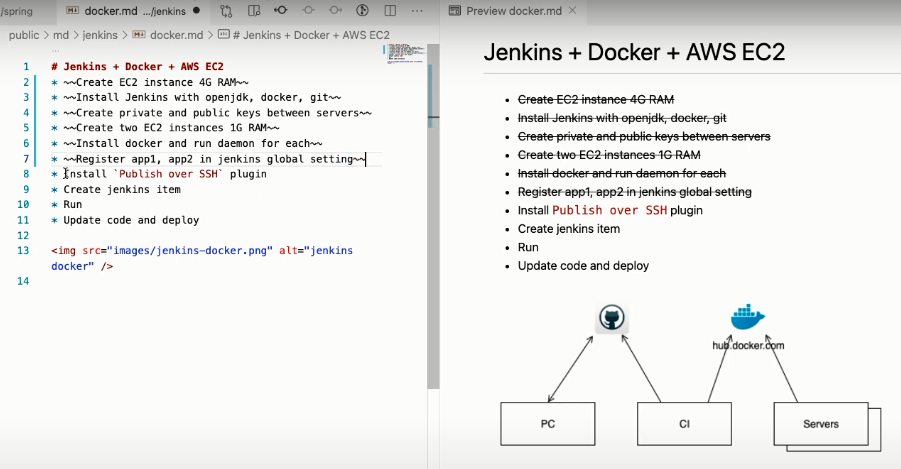 /spring
docker.md .../jenkins
public > md > jenkins > docker.md > # Jenkins + Docker + AWS EC2
...
1 # Jenkins + Docker + AWS EC2
2 * ~~Create EC2 instance 4G RAM~~
3 * ~~Install Jenkins with openjdk, docker, git~~
4 * ~~Create private and public keys between servers~~
5 * ~~Create two EC2 instances 1G RAM~~
6 * ~~Install docker and run daemon for each~~
7 * ~~Register app1, app2 in jenkins global setting~~
8 * Install `Publish over SSH` plugin
9 * Create jenkins item
10 * Run
11 * Update code and deploy
12
13 <img src="images/jenkins-docker.png" alt="jenkins
docker" />
14
Preview docker.md
Jenkins + Docker + AWS EC2
• Create EC2 instance 4G RAM
• Install Jenkins with openjdk, docker, git
• Create private and public keys between servers
• Create two EC2 instances 1G RAM
• Install docker and run daemon for each
• Register app1, app2 in jenkins global setting
• Install Publish over SSH plugin
• Create jenkins item
• Run
• Update code and deploy
hub.docker.com
PC
CI
Servers